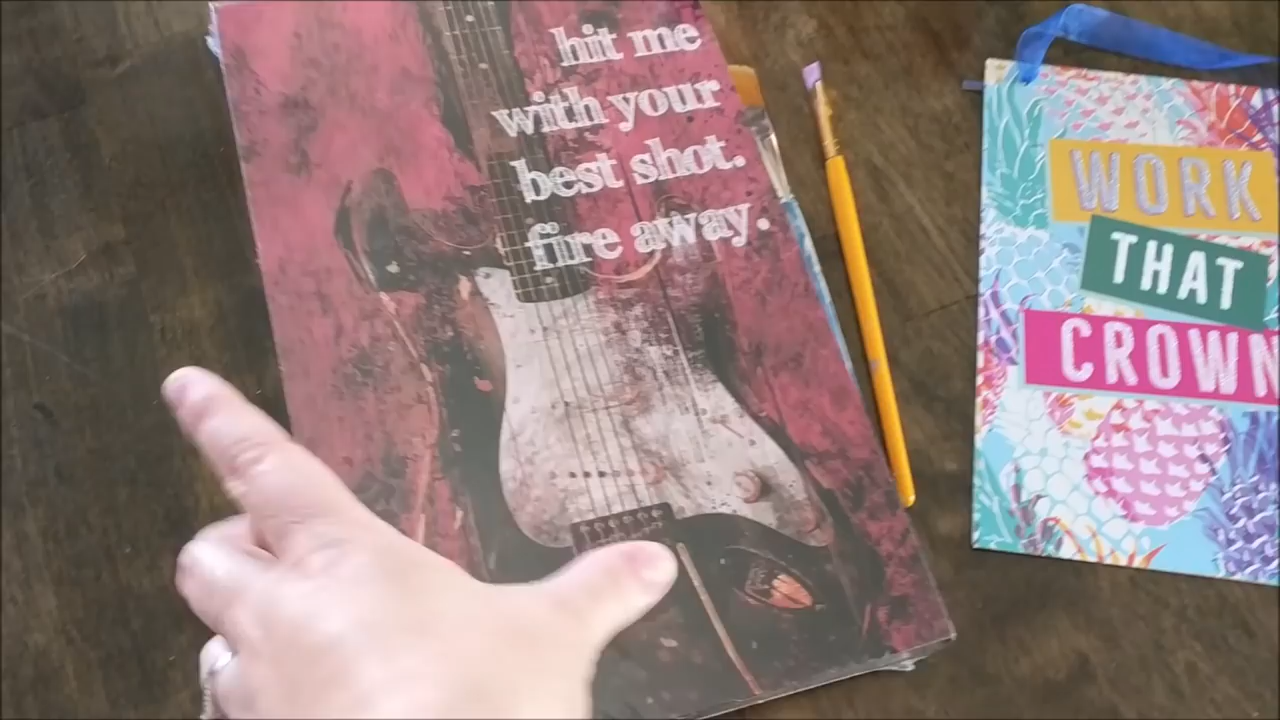 hit me
with your
best shot.
fire away.
WORK
THAT
CROWN